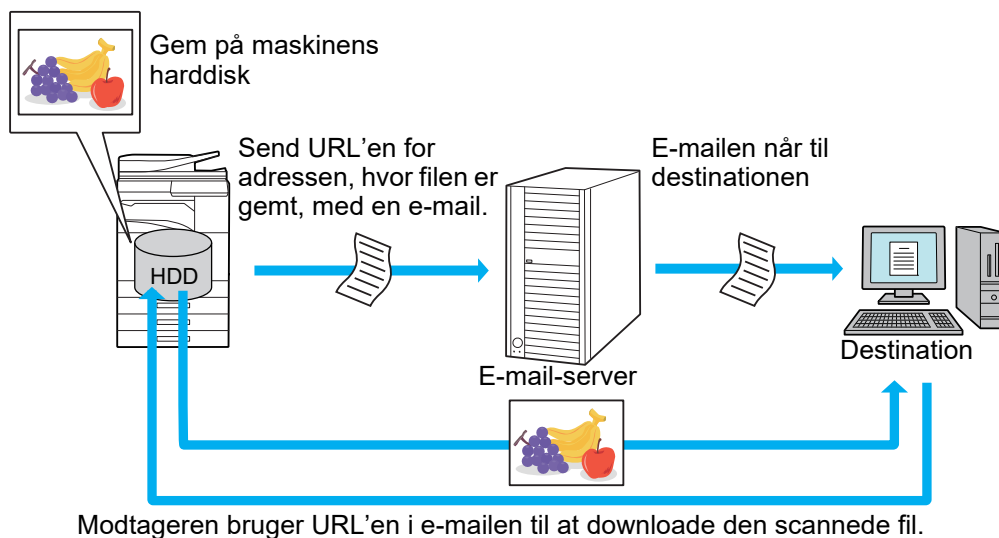 Gem på maskinens
harddisk
Send URL'en for
adressen, hvor filen er
gemt, med en e-mail.
E-mailen når til
destinationen
HDD
E-mail-server
Destination
Modtageren bruger URL'en i e-mailen til at downloade den scannede fil.